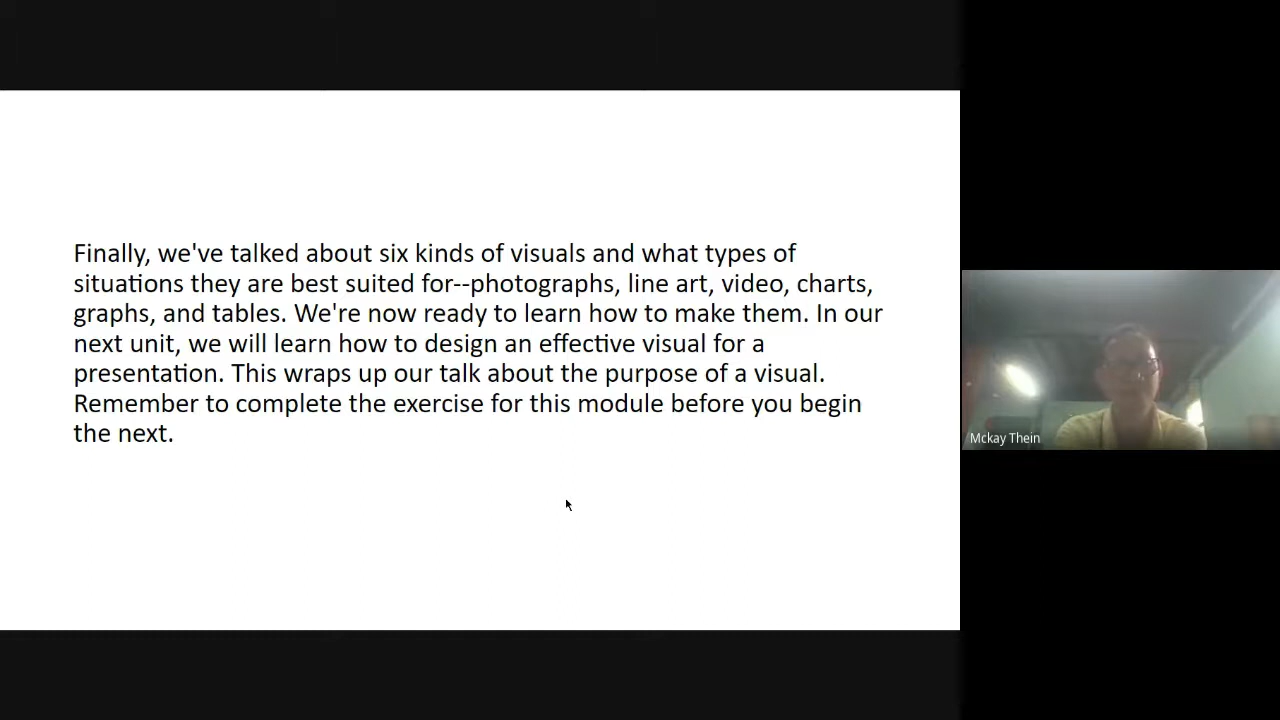 Finally, we've talked about six kinds of visuals and what types of
situations they are best suited for--photographs, line art, video, charts,
graphs, and tables. We're now ready to learn how to make them. In our
next unit, we will learn how to design an effective visual for a
presentation. This wraps up our talk about the purpose of a visual.
Remember to complete the exercise for this module before you begin
the next.
Mckay Thein